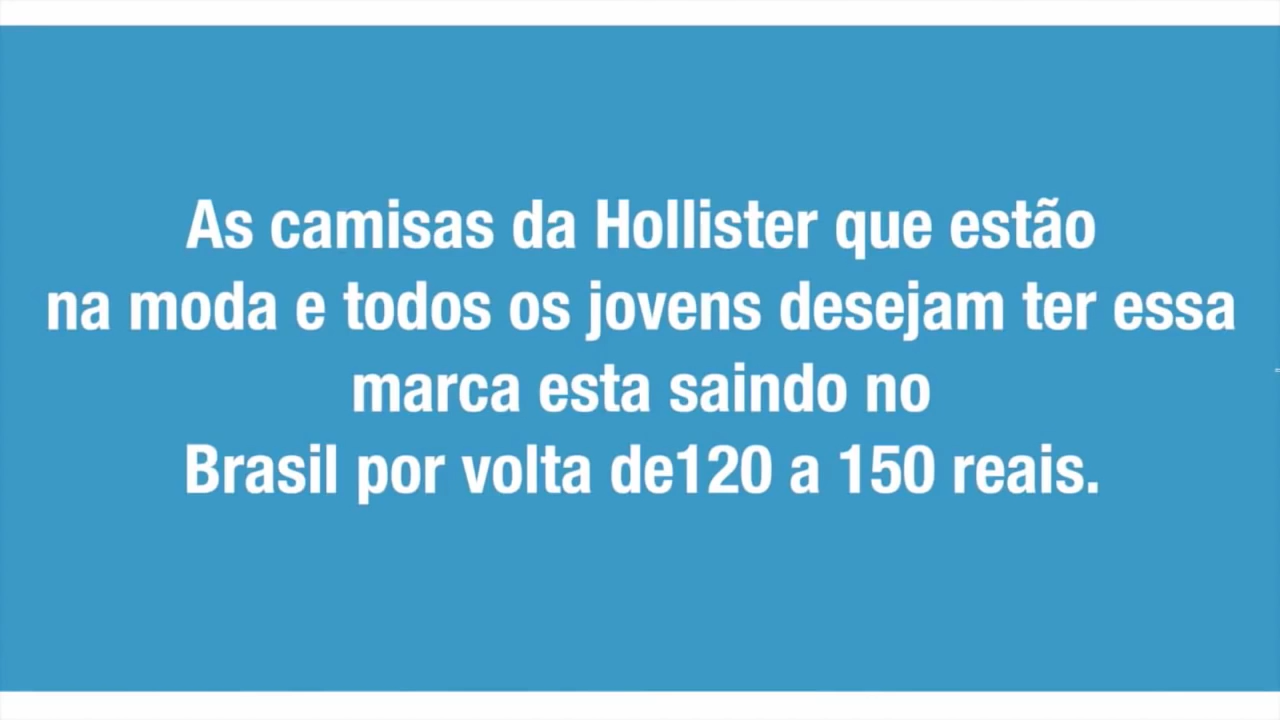 As camisas da Hollister que estão
na moda e todos os jovens desejam ter essa
marca esta saindo no
Brasil por volta de120 a 150 reais.